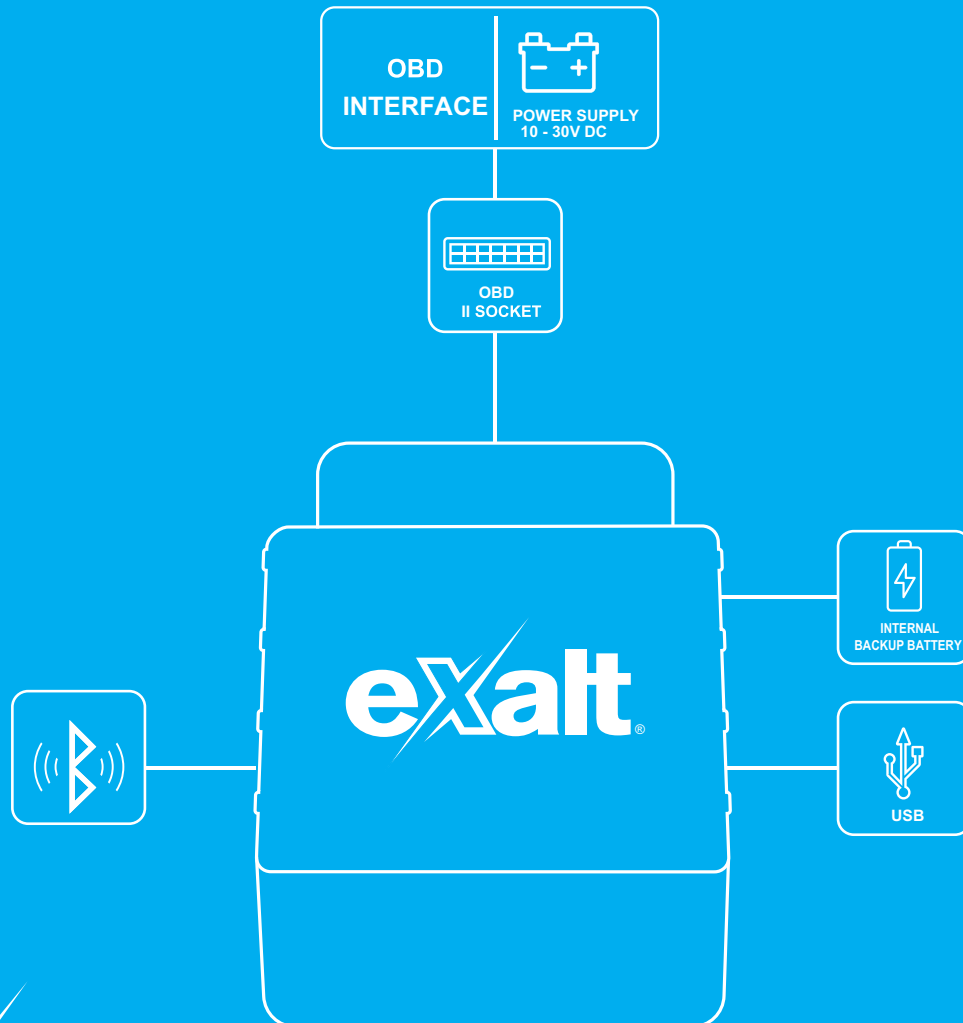 OBD
INTERFACE
POWER SUPPLY
10 - 30V DC
OBD
II SOCKET
INTERNAL
BACKUP BATTERY
eXalt®
USB